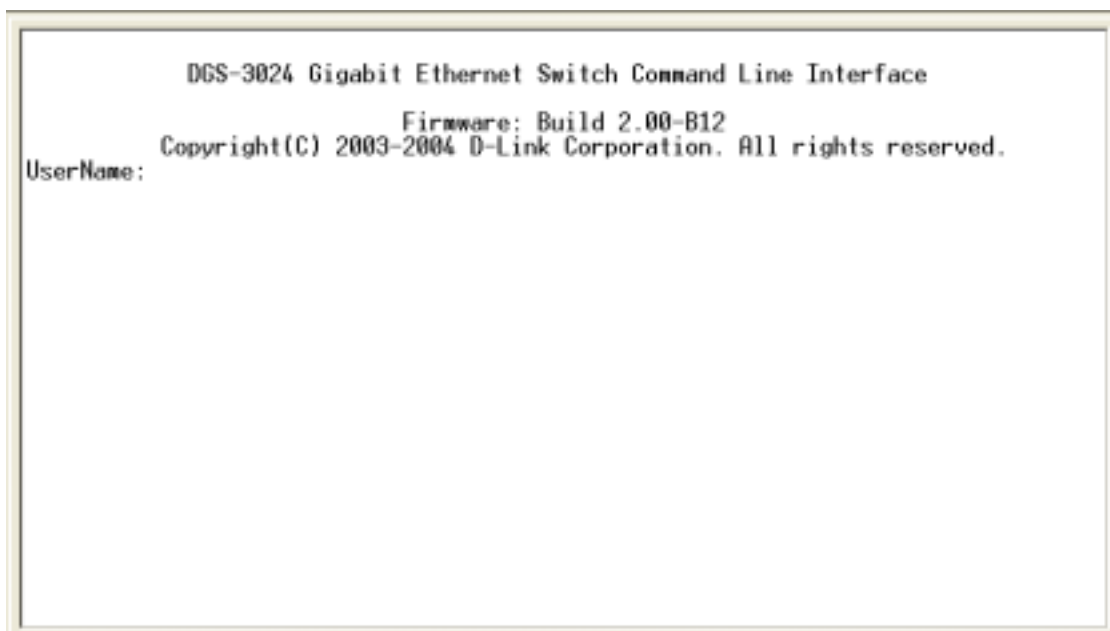 DGS-3024 Gigabit Ethernet Switch Command Line Interface
Firmware: Build 2.00-B12
Copyright(C) 2003-2004 D-Link Corporation. All rights reserved.
UserName: